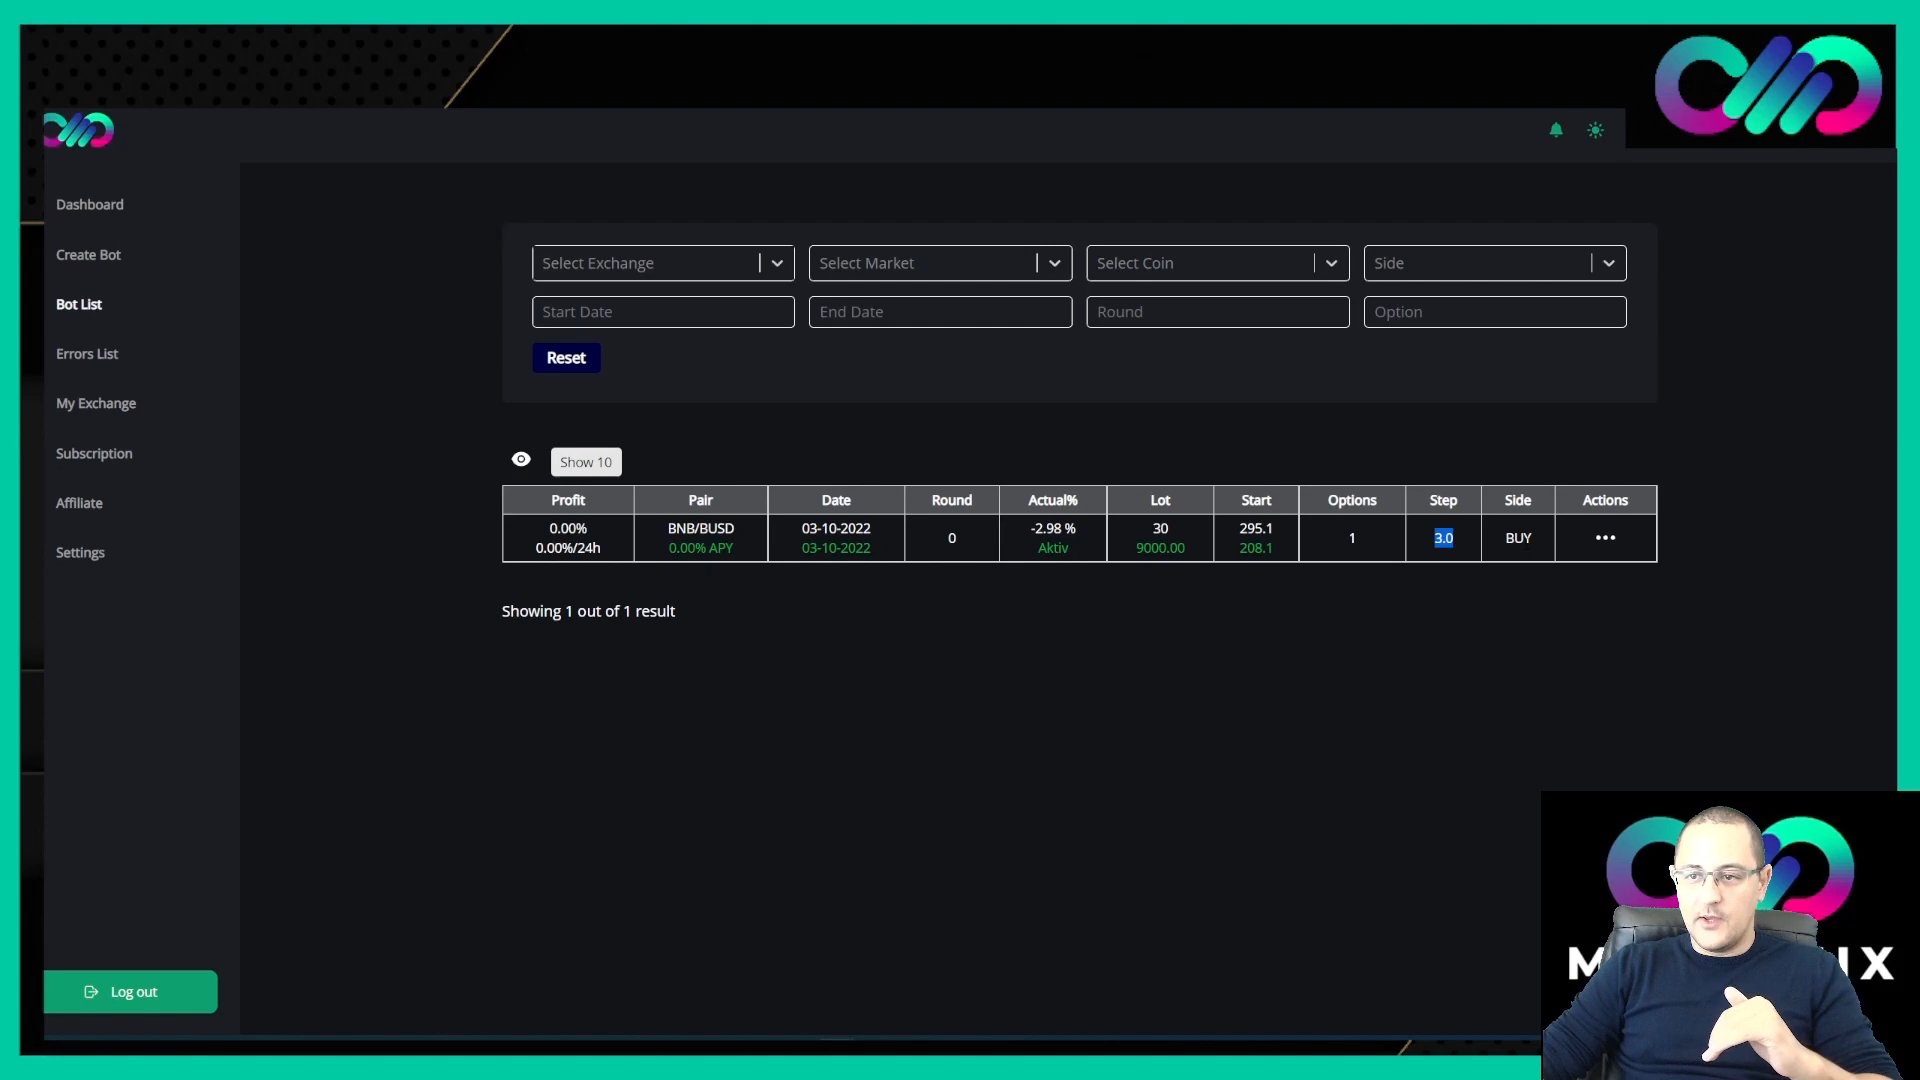 Dashboard
Create Bot
Bot List
Errors List
My Exchange
Subscription
Affiliate
Settings
Log out
Select Exchange
Select Market
Select Coin
Side
Start Date
End Date
Round
Option
Reset
Show 10
Profit Pair Date Round Actual% Lot Start Options Step Side Actions
0.00% BNB/BUSD 03-10-2022 0 -2.98 % 30 295.1 1 3.0 BUY •••
0.00%/24h 0.00% APY 03-10-2022 Aktiv 9000.00 208.1
Showing 1 out of 1 result